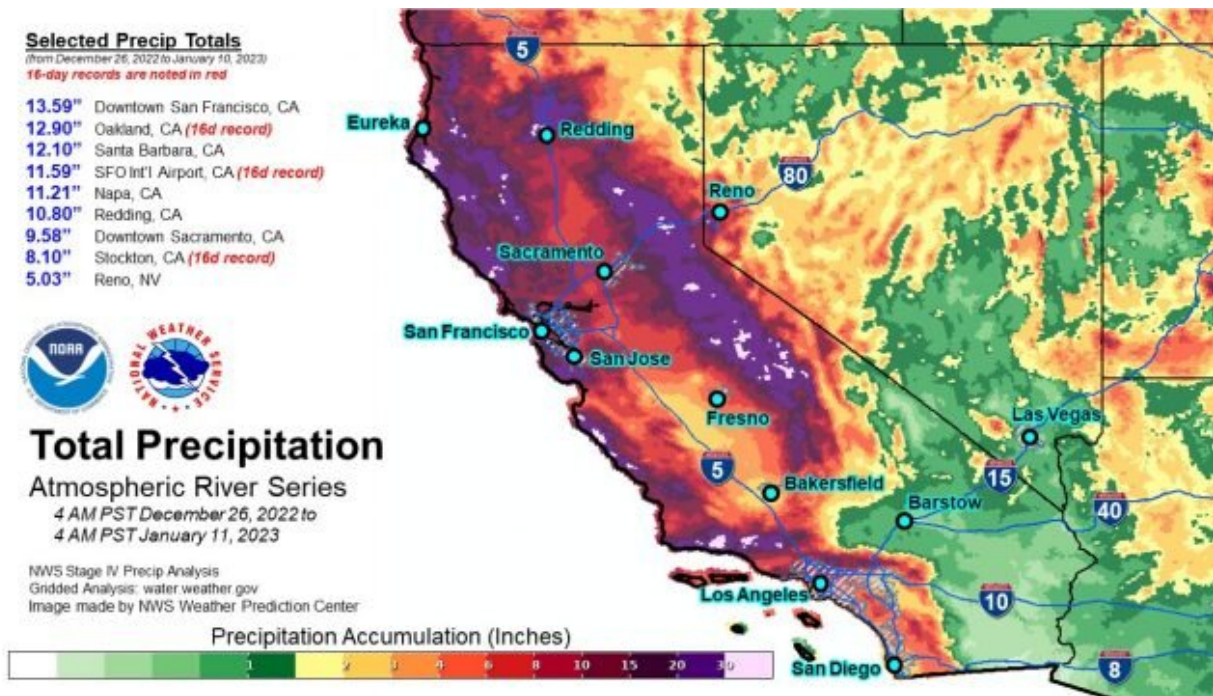 Selected Precip Totals
(from December 26, 2022 to January 10, 2023)
16-day records are noted in red
13.59” Downtown San Francisco, CA
12.90” Oakland, CA (16d record)
12.10” Santa Barbara, CA
11.59” SFO Int'l Airport, CA (16d record)
11.21” Napa, CA
10.80” Redding, CA
9.58” Downtown Sacramento, CA
8.10” Stockton, CA (16d record)
5.03” Reno, NV
NOAA
NATIONAL WEATHER SERVICE
Total Precipitation
Atmospheric River Series
4 AM PST December 26, 2022 to
4 AM PST January 11, 2023
NWS Stage IV Precip Analysis
Gridded Analysis: water.weather.gov
Image made by NWS Weather Prediction Center
Precipitation Accumulation (Inches)
1 2 3 4 6 8 10 15 20 30
5
Eureka
Redding
80
Reno
Sacramento
San Francisco
San Jose
Fresno
Las Vegas
5
15
Bakersfield
Barstow
40
Los Angeles
10
San Diego
8